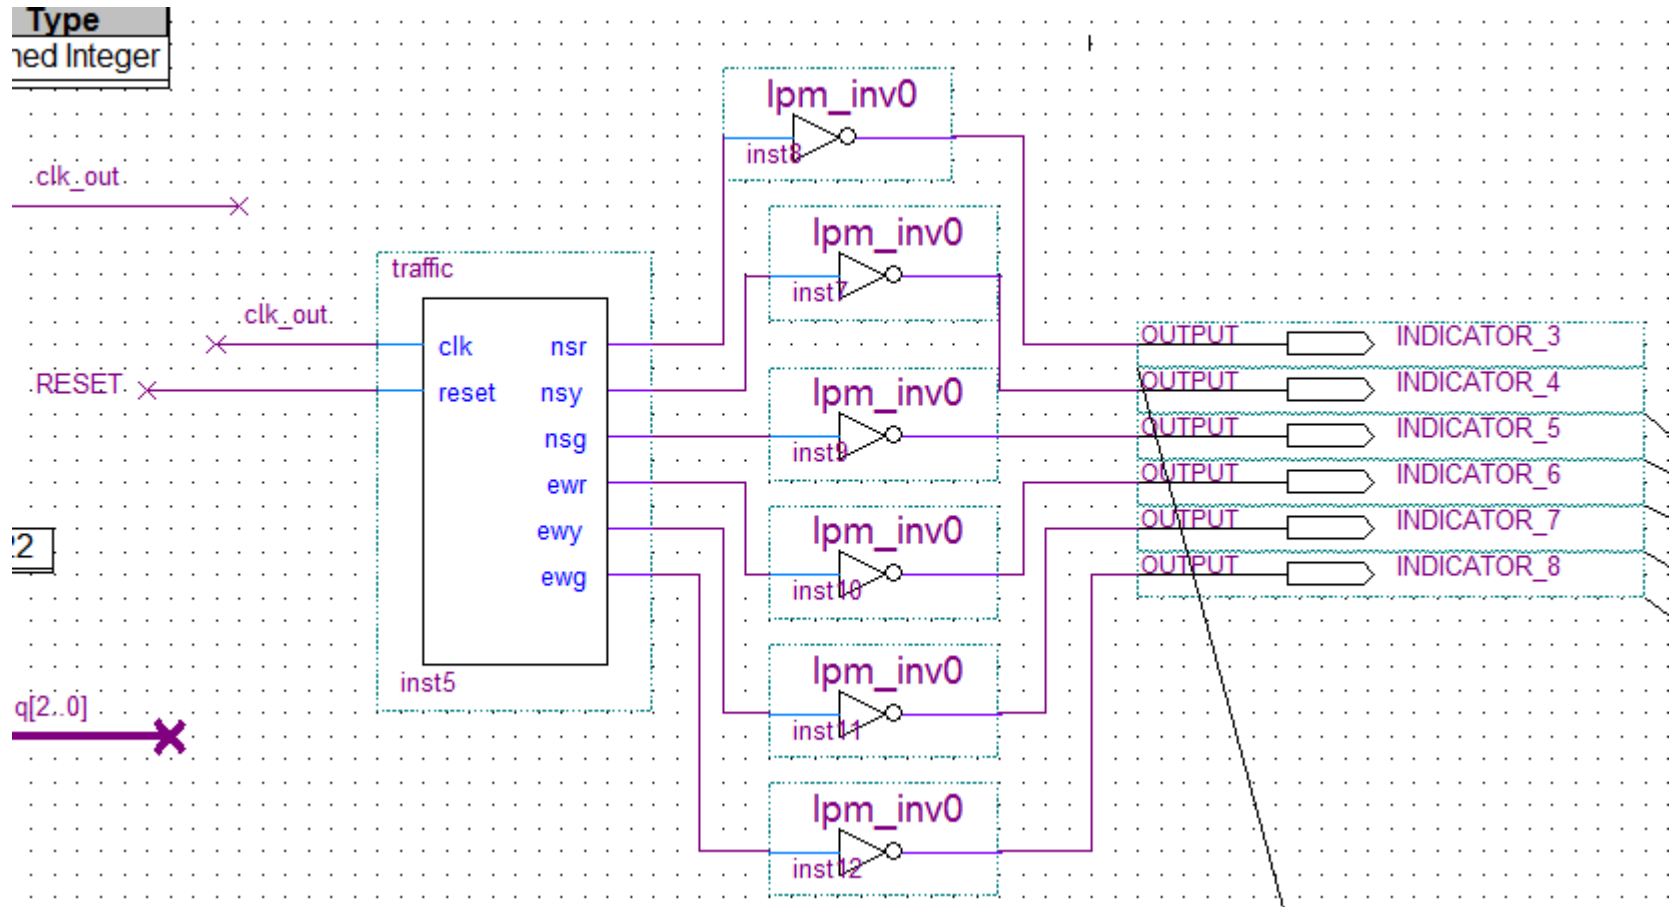 Type
ned Integer
clk_out
clk_out
RESET
traffic
clk
reset
nsr
nsy
nsg
ewr
ewy
ewg
inst5
q[2..0]
22
lpm_inv0
inst8
lpm_inv0
inst7
lpm_inv0
inst9
lpm_inv0
inst10
lpm_inv0
inst11
lpm_inv0
inst12
OUTPUT INDICATOR_3
OUTPUT INDICATOR_4
OUTPUT INDICATOR_5
OUTPUT INDICATOR_6
OUTPUT INDICATOR_7
OUTPUT INDICATOR_8